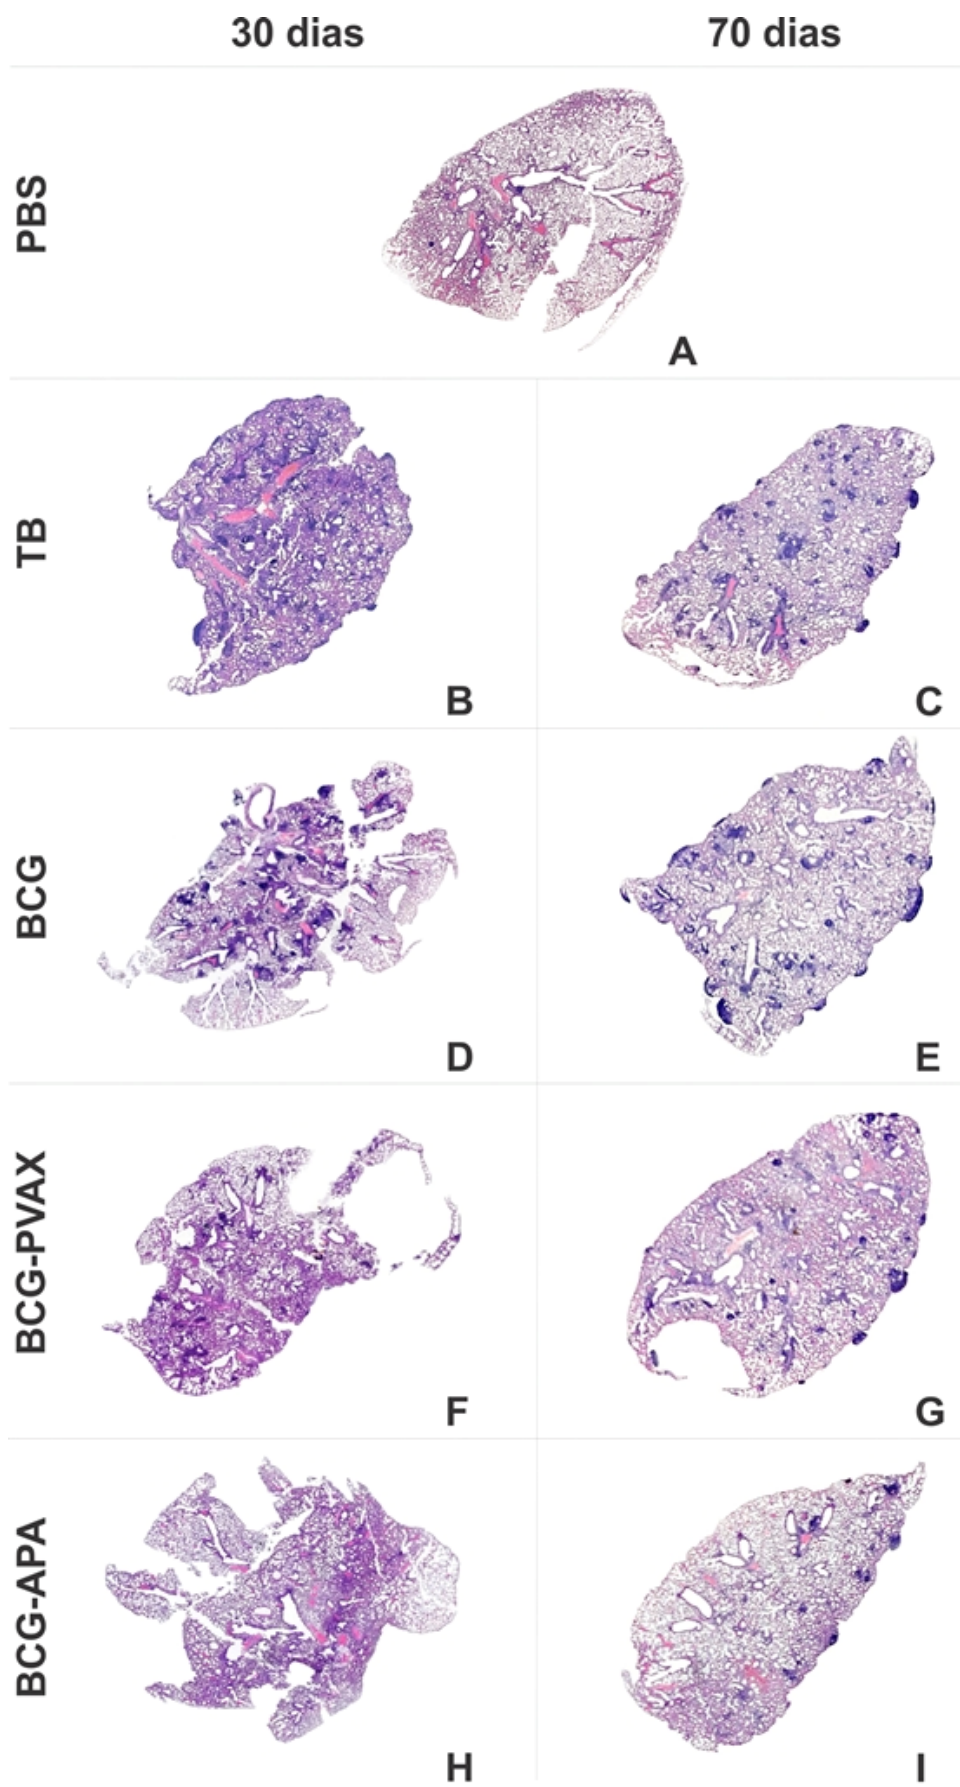 30 dias 70 dias
PBS
A
TB
B C
BCG
D E
BCG-PVAX
F G
BCG-APA
H I